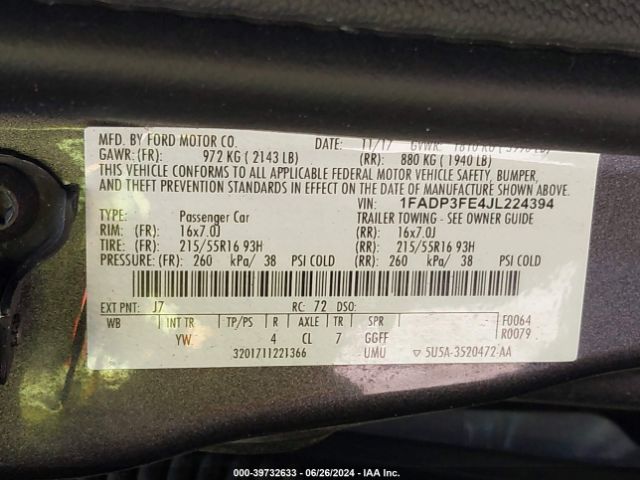 MFD. BY FORD MOTOR CO. DATE: 11/17 GVWR:
GAWR: (FR): 972 KG ( 2143 LB) (RR): 880 KG ( 1940 LB)
THIS VEHICLE CONFORMS TO ALL APPLICABLE FEDERAL MOTOR VEHICLE SAFETY, BUMPER,
AND THEFT PREVENTION STANDARDS IN EFFECT ON THE DATE OF MANUFACTURE SHOWN ABOVE.
VIN: 1FADP3FE4JL224394
TYPE: Passenger Car TRAILER TOWING - SEE OWNER GUIDE
RIM: (FR): 16x7.0J (RR): 16x7.0J
TIRE: (FR): 215/55R16 93H (RR): 215/55R16 93H
PRESSURE: (FR): 260 kPa/ 38 PSI COLD (RR): 260 kPa/ 38 PSI COLD
EXT PNT: J7 RC: 72 DSO:
WB INT TR TP/PS R AXLE TR SPR F0064
YW 4 CL 7 GGFF R0079
3201711221366 UMU ▽ 5U5A-3520472-AA
000-39732633 / 06/26/2024 / IAA Inc.